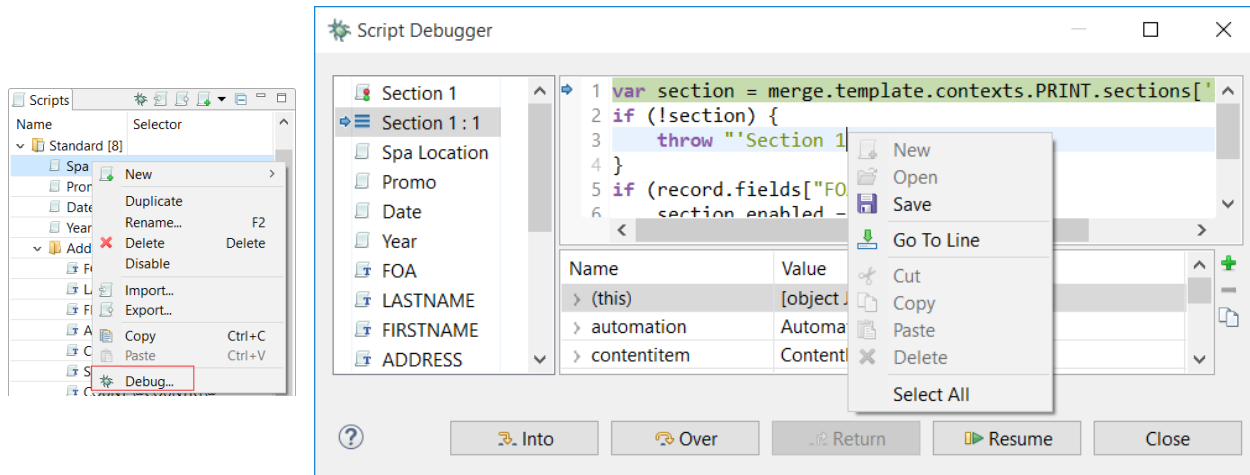 Scripts
Name Selector
Standard [8]
Spa
Pror
Date
Year
Add
New
Duplicate
Rename... F2
Delete Delete
Disable
Import...
Export...
Copy Ctrl+C
Paste Ctrl+V
Debug...
Script Debugger
Section 1
Section 1 : 1
Spa Location
Promo
Date
Year
FOA
LASTNAME
FIRSTNAME
ADDRESS
1 var section = merge.template.contexts.PRINT.sections['
2 if (!section) {
3 throw "'Section 1
4 }
5 if (record.fields["FO
6 section.enabled =
New
Open
Save
Go To Line
Cut
Copy
Paste
Delete
Select All
Name Value
(this) [object
automation Automa
contentitem Content
? Into Over Return Resume Close